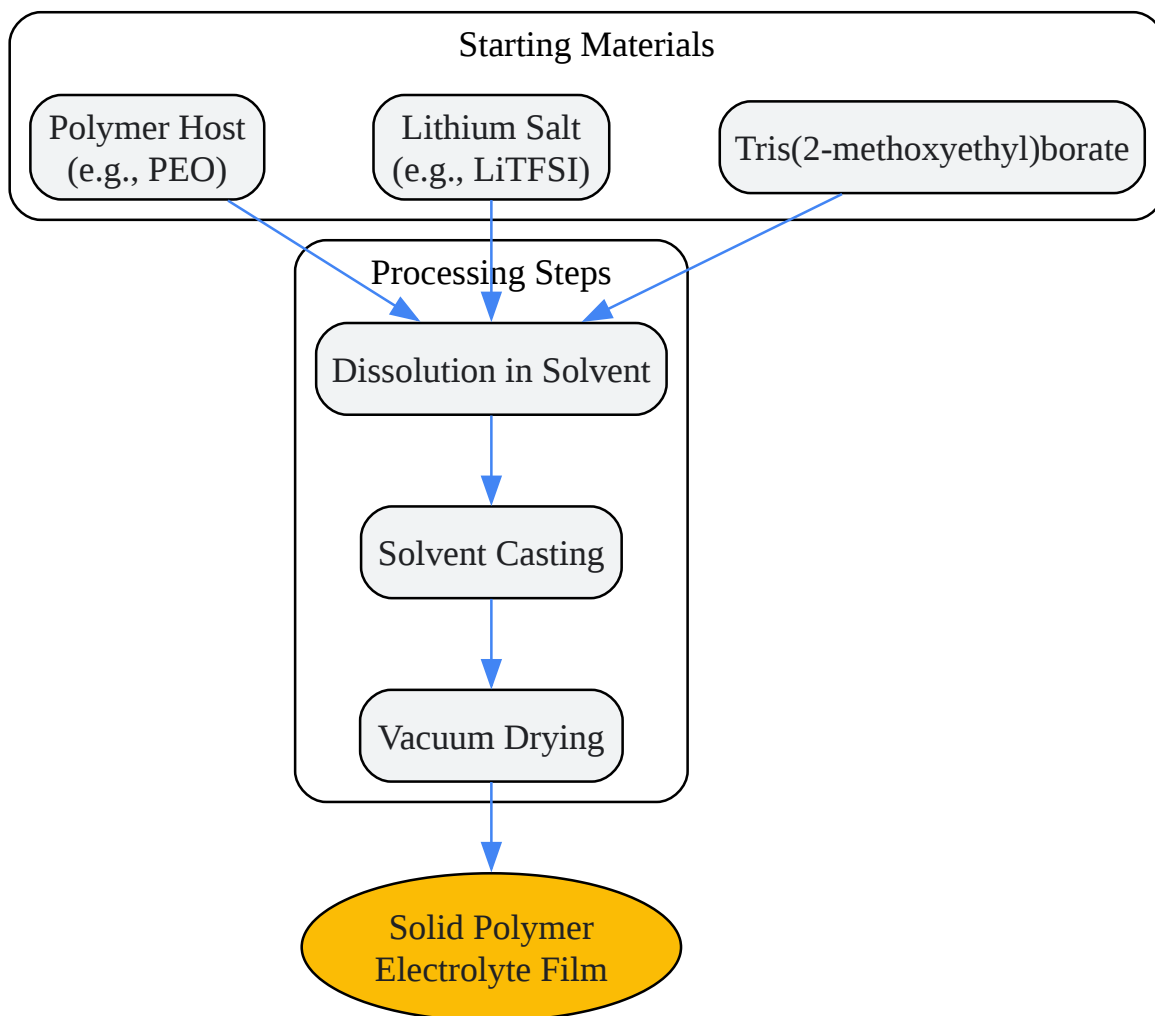 Starting Materials
Polymer Host
(e.g., PEO)
Lithium Salt
(e.g., LiTFSI)
Tris(2-methoxyethyl)borate
Processing Steps
Dissolution in Solvent
Solvent Casting
Vacuum Drying
Solid Polymer
Electrolyte Film